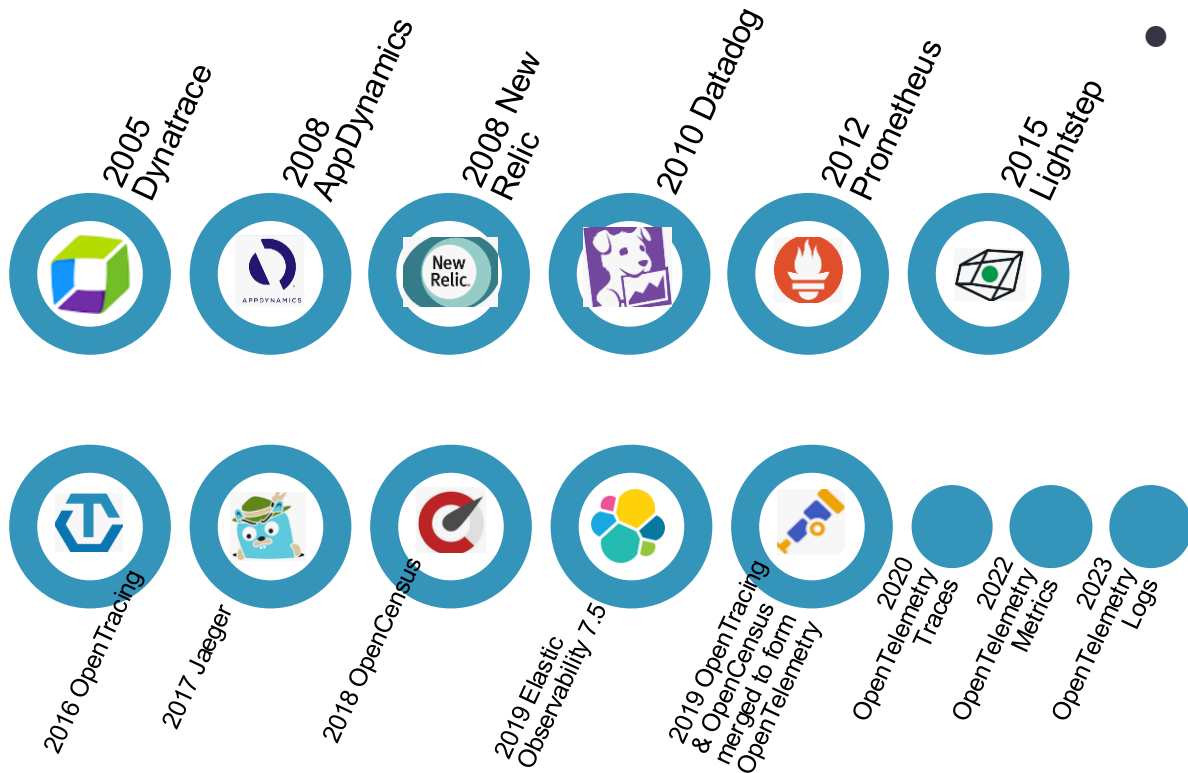 2005
Dynatrace
2008
AppDynamics
2008 New
Relic
2010 Datadog
2012
Prometheus
2015
Lightstep
APPDYNAMICS
New
Relic.
2016 OpenTracing
2017 Jaeger
2018 OpenCensus
2019 Elastic
Observability 7.5
2019 OpenTracing
& OpenCensus
merged to form
OpenTelemetry
2020
OpenTelemetry
Traces
2022
OpenTelemetry
Metrics
2023
OpenTelemetry
Logs